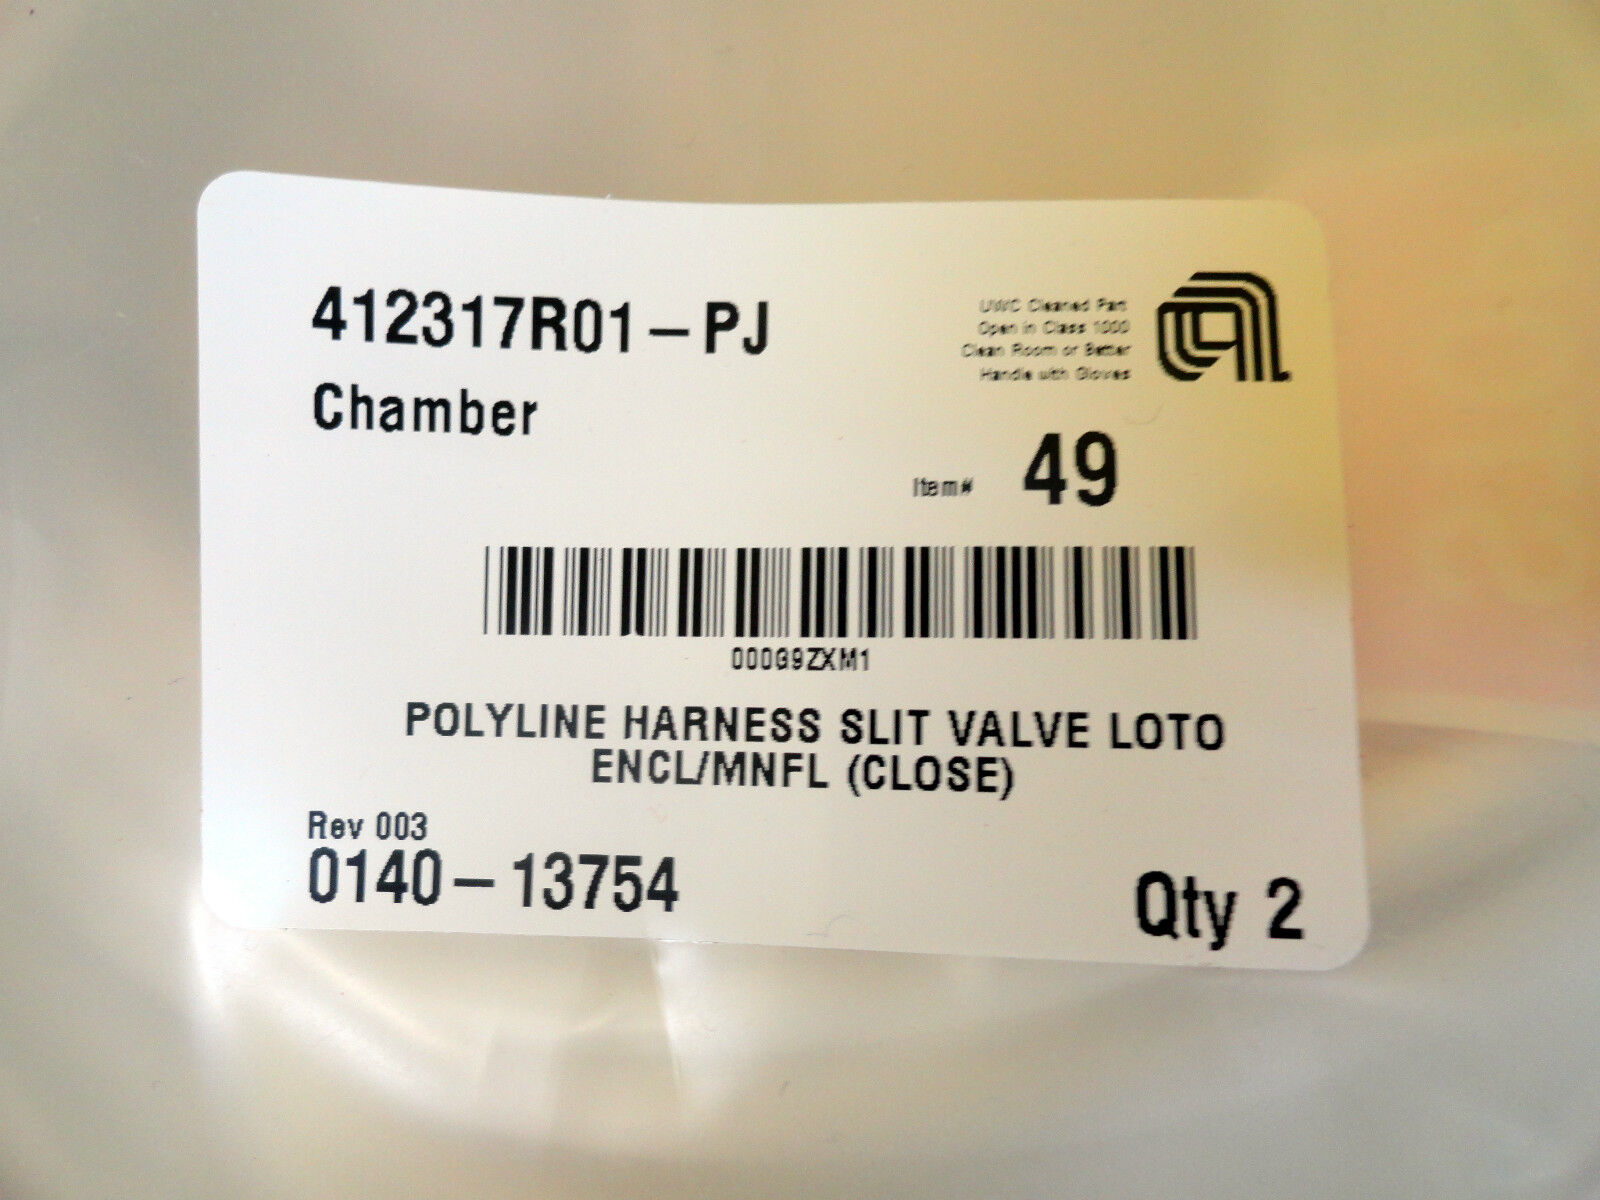 412317R01-PJ
Chamber
UWC Cleaned Part
Open in Class 1000
Clean Room or Better
Handle with Gloves
Item# 49
000G9ZXM1
POLYLINE HARNESS SLIT VALVE LOTO
ENCL/MNFL (CLOSE)
Rev 003
0140-13754
Qty 2